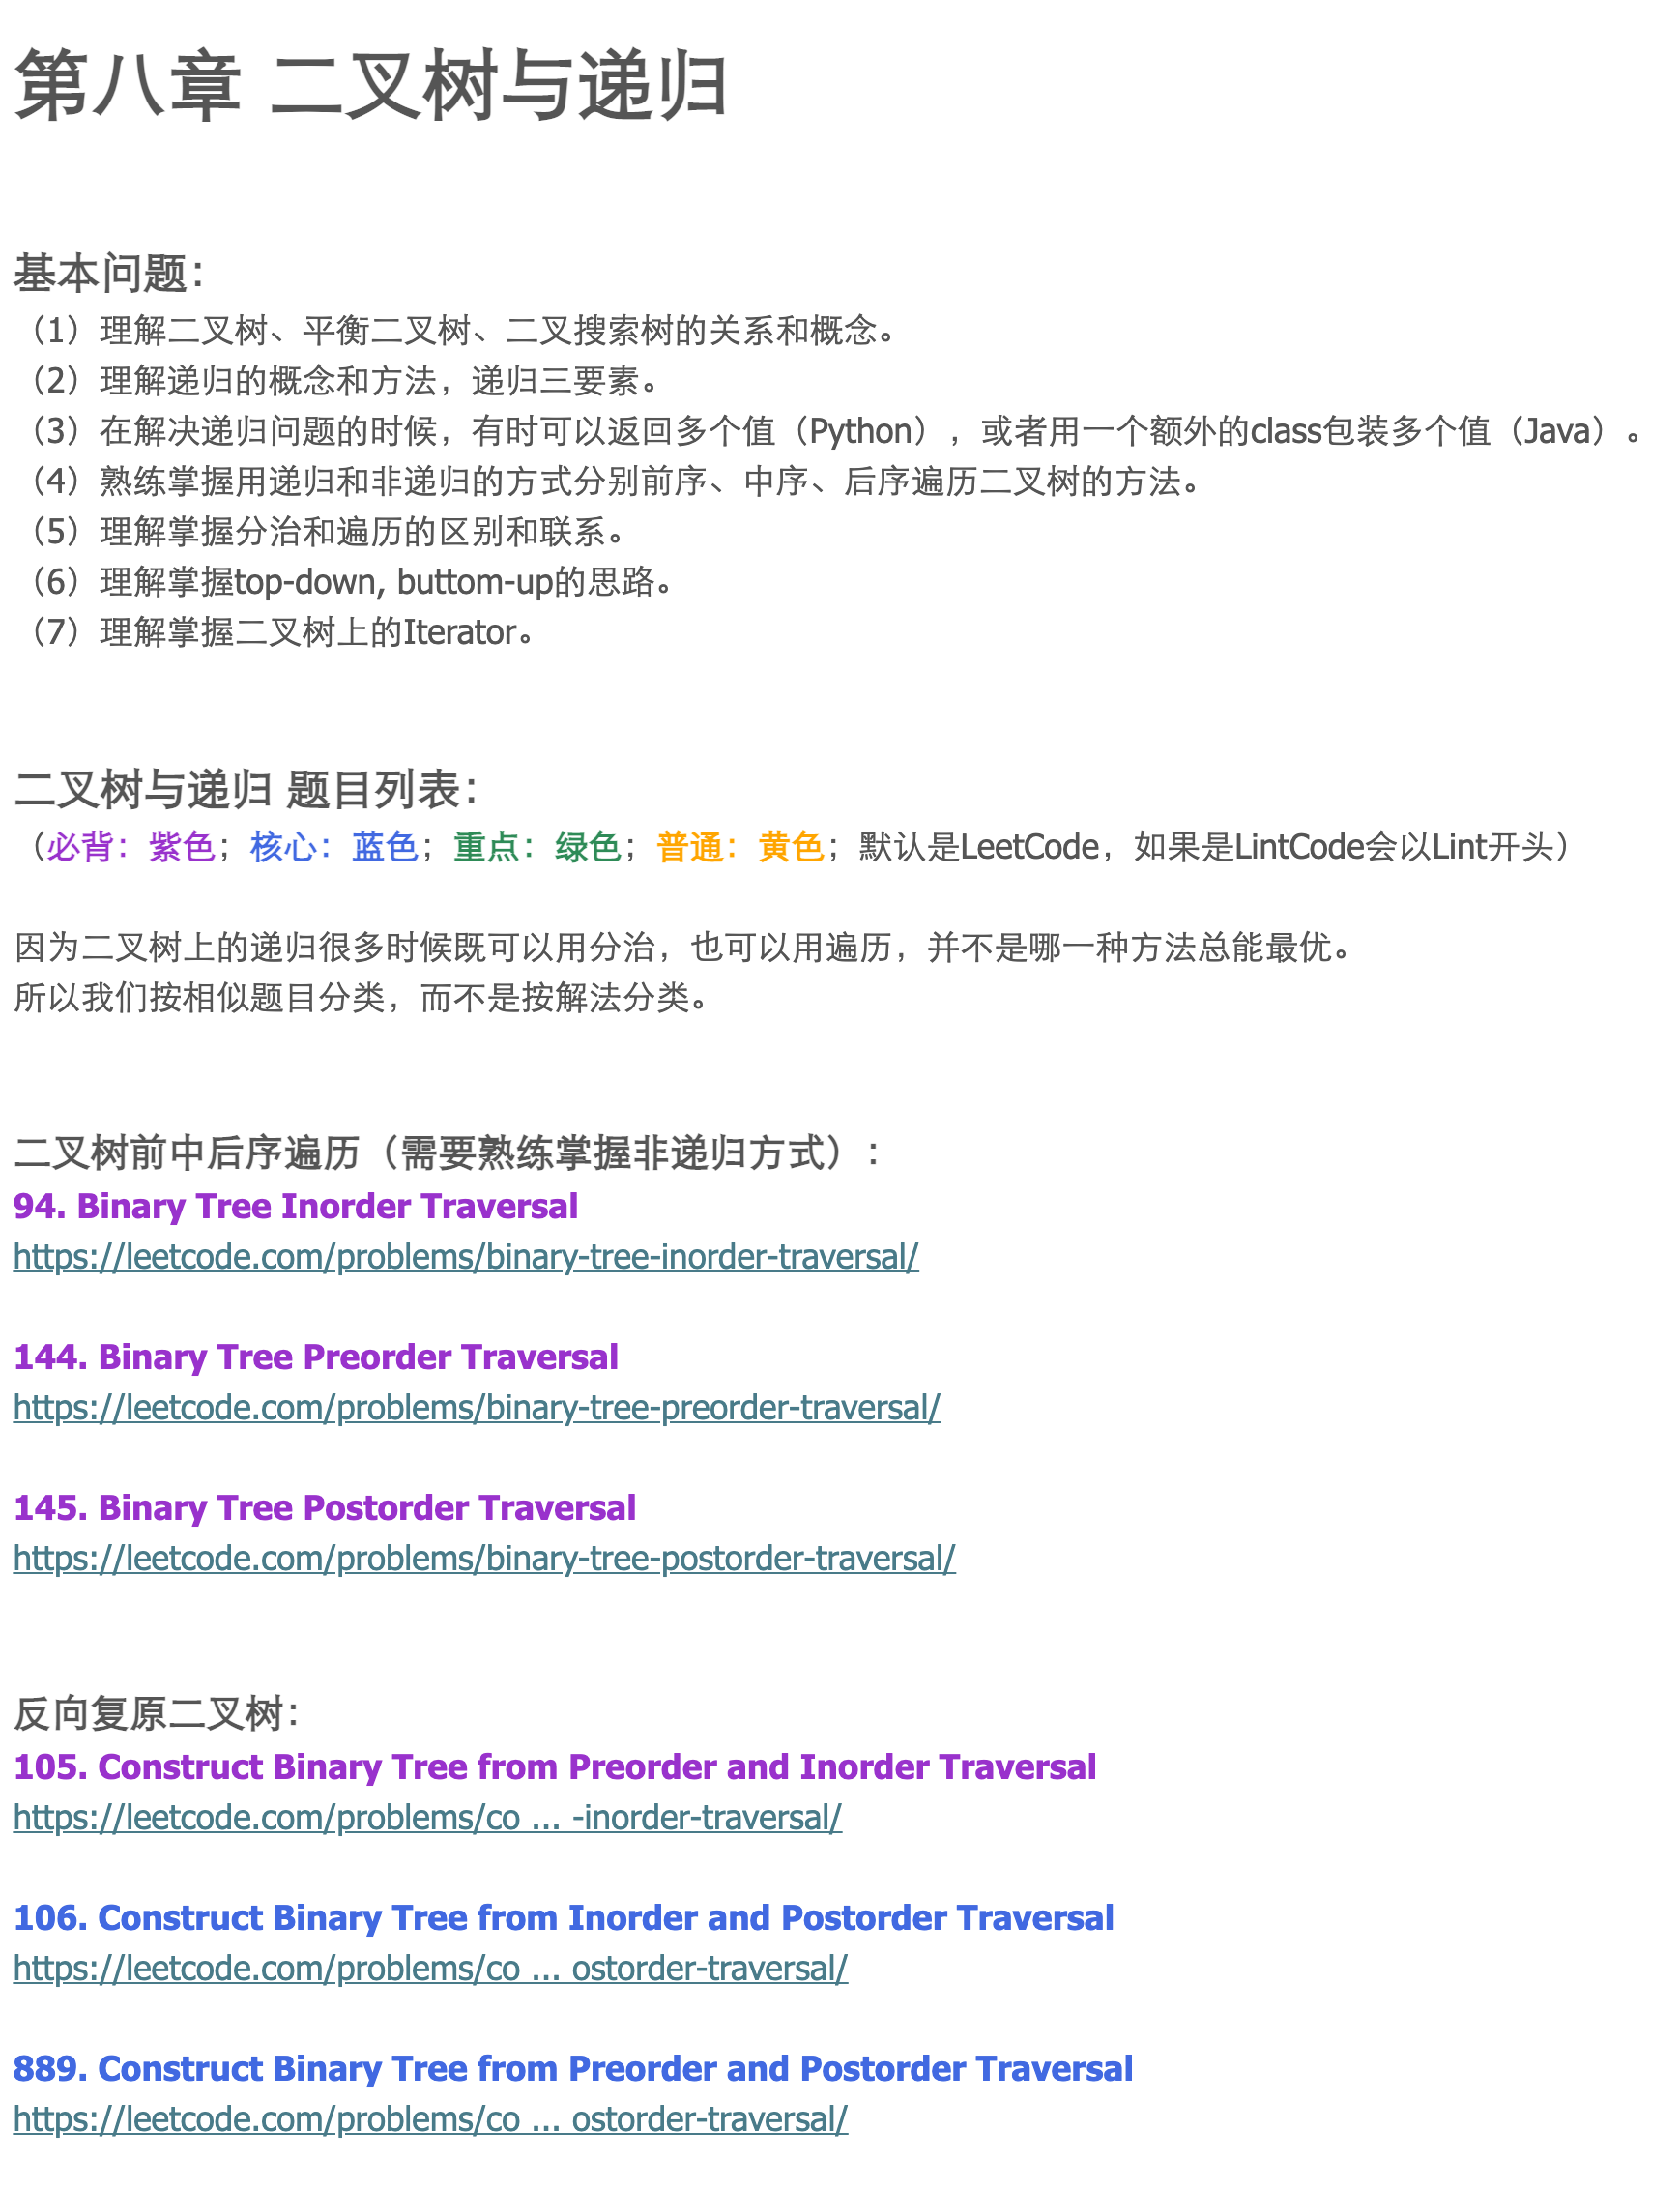 第八章 二叉树与递归
基本问题：
（1）理解二叉树、平衡二叉树、二叉搜索树的关系和概念。
（2）理解递归的概念和方法，递归三要素。
（3）在解决递归问题的时候，有时可以返回多个值（Python），或者用一个额外的class包装多个值（Java）。
（4）熟练掌握用递归和非递归的方式分别前序、中序、后序遍历二叉树的方法。
（5）理解掌握分治和遍历的区别和联系。
（6）理解掌握top-down, buttom-up的思路。
（7）理解掌握二叉树上的Iterator。
二叉树与递归 题目列表：
（必背：紫色；核心：蓝色；重点：绿色；普通：黄色；默认是LeetCode，如果是LintCode会以Lint开头）
因为二叉树上的递归很多时候既可以用分治，也可以用遍历，并不是哪一种方法总能最优。
所以我们按相似题目分类，而不是按解法分类。
二叉树前中后序遍历（需要熟练掌握非递归方式）：
94. Binary Tree Inorder Traversal
https://leetcode.com/problems/binary-tree-inorder-traversal/
144. Binary Tree Preorder Traversal
https://leetcode.com/problems/binary-tree-preorder-traversal/
145. Binary Tree Postorder Traversal
https://leetcode.com/problems/binary-tree-postorder-traversal/
反向复原二叉树：
105. Construct Binary Tree from Preorder and Inorder Traversal
https://leetcode.com/problems/co ... -inorder-traversal/
106. Construct Binary Tree from Inorder and Postorder Traversal
https://leetcode.com/problems/co ... ostorder-traversal/
889. Construct Binary Tree from Preorder and Postorder Traversal
https://leetcode.com/problems/co ... ostorder-traversal/